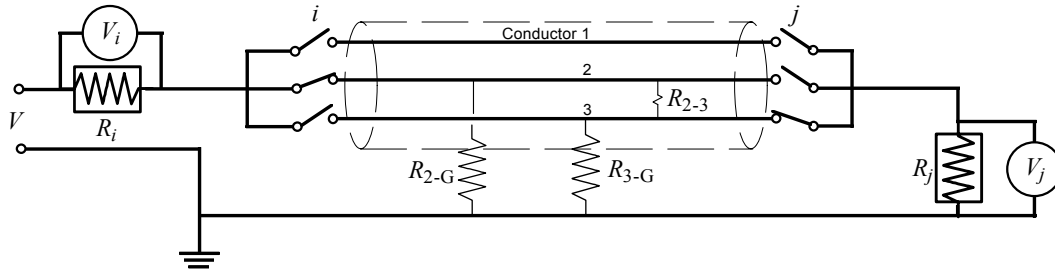 V_i
i
j
Conductor 1
2
R_2-3
V
R_i
3
R_2-G
R_3-G
R_j
V_j